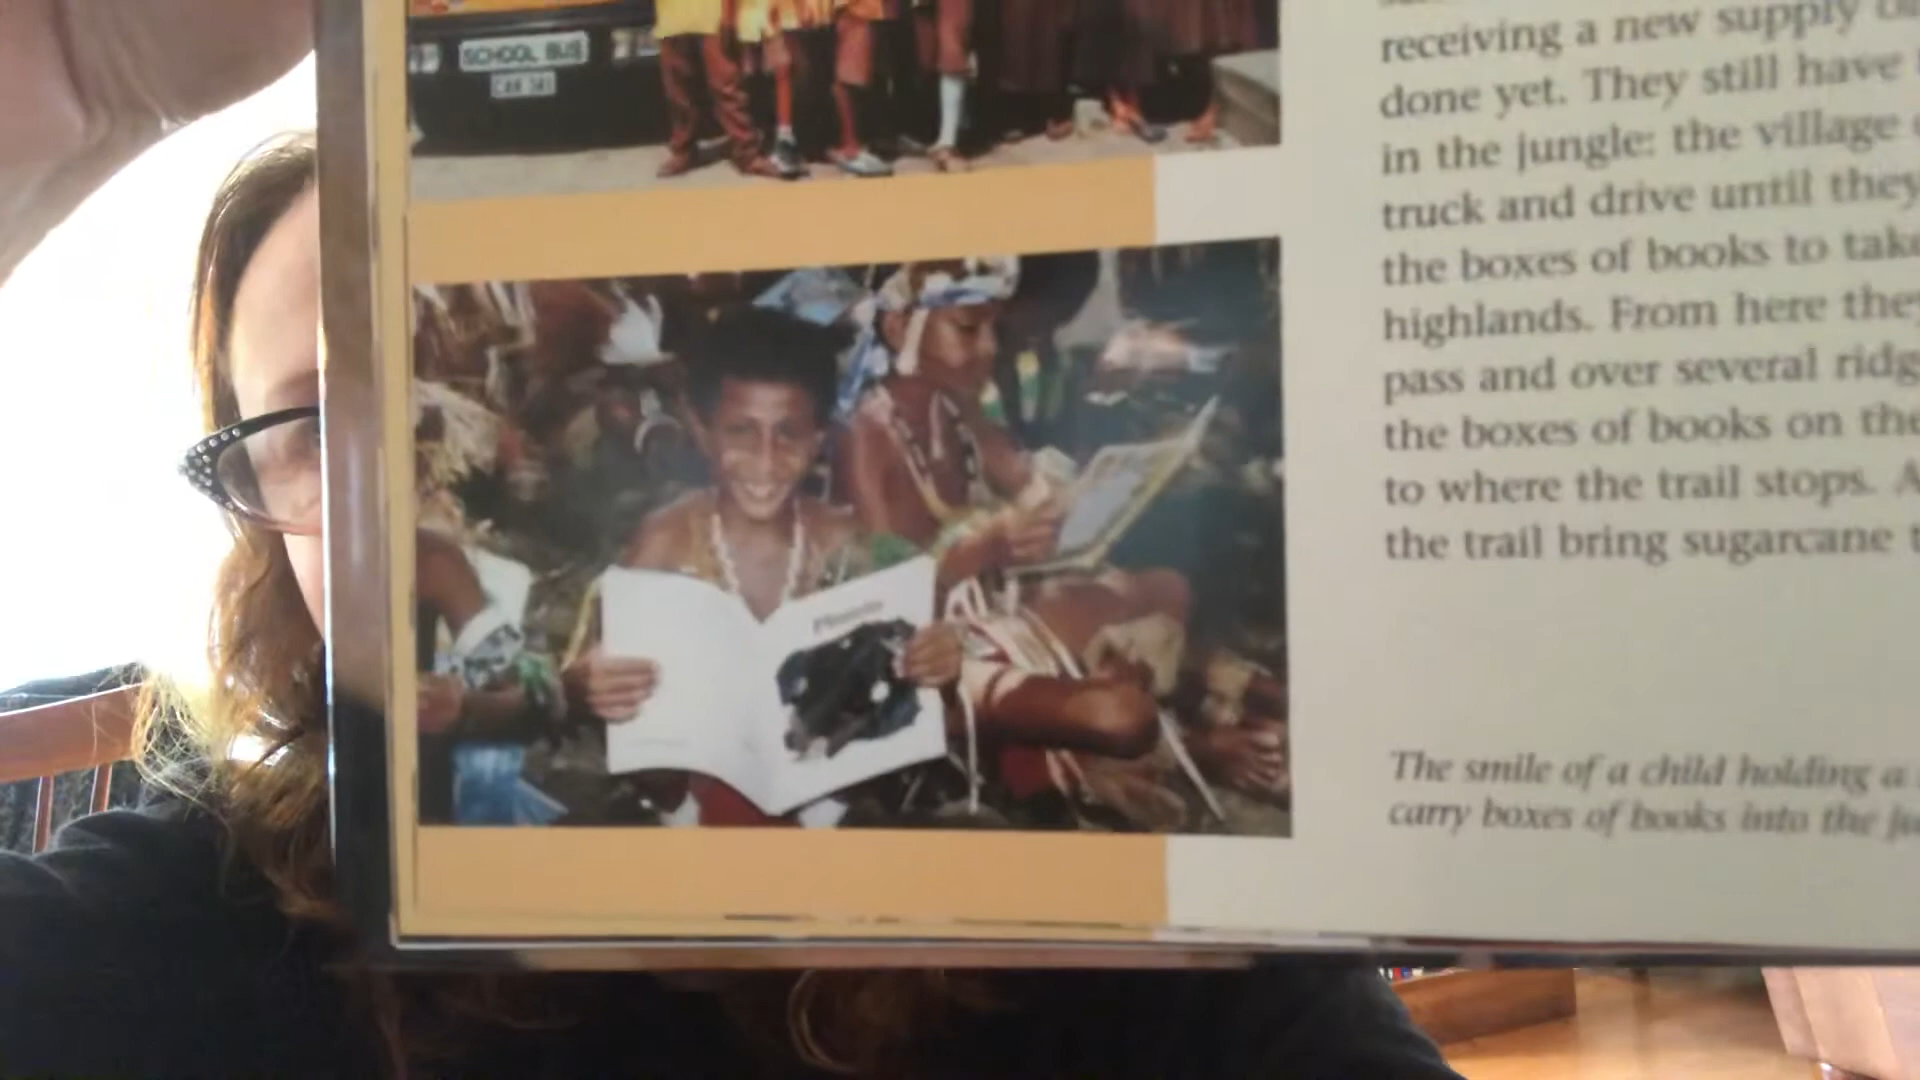 SCHOOL BUS
receiving a new supply
done yet. They still have
in the jungle: the village
truck and drive until they
the boxes of books to take
highlands. From here they
pass and over several
the boxes of books on the
to where the trail stops. A
the trail bring sugarcane
The smile of a child holding a
carry boxes of books into the